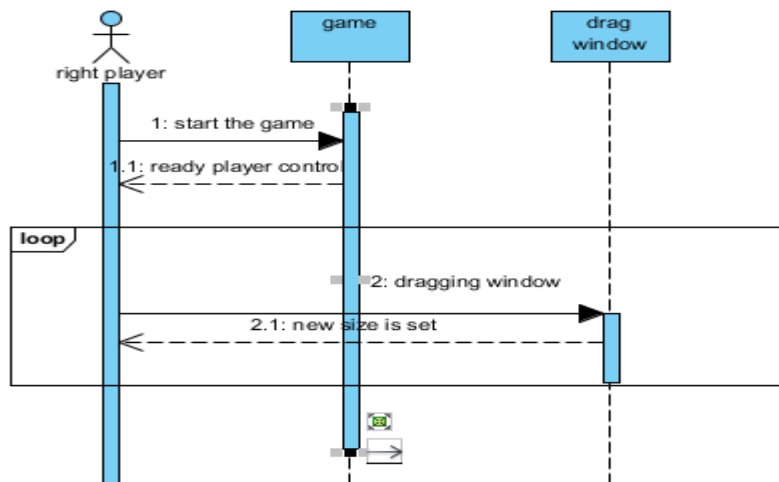 game
drag
window
right player
1: start the game
1.1: ready player control
loop
2: dragging window
2.1: new size is set